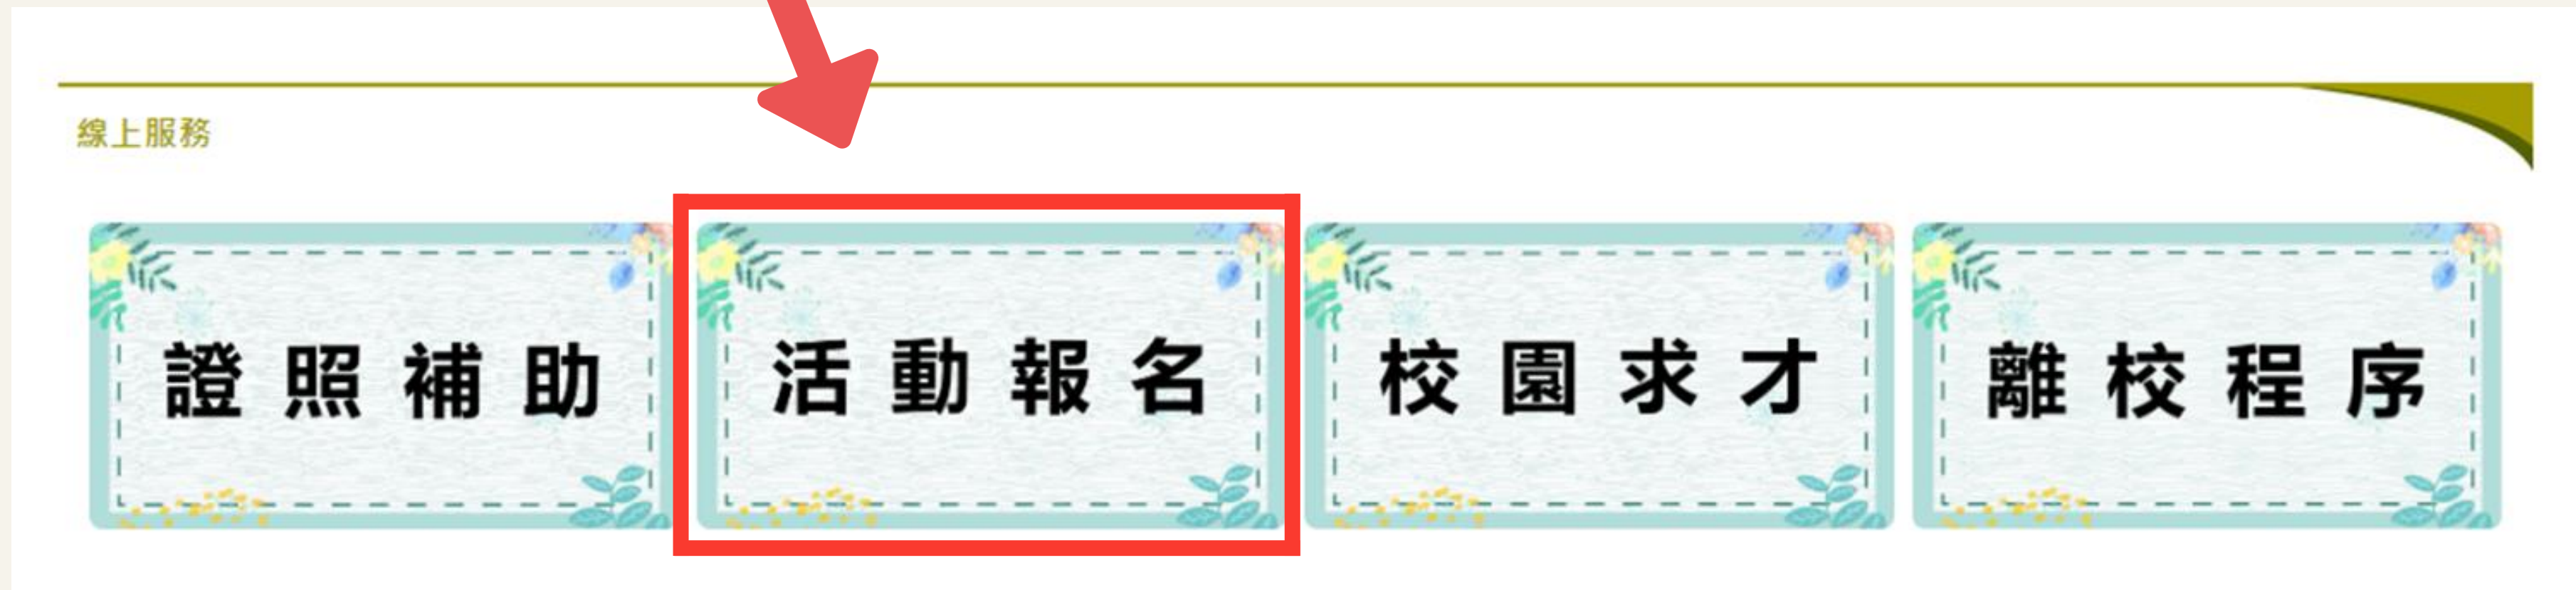 線上服務
證照補助
活動報名
校園求才
離校程序